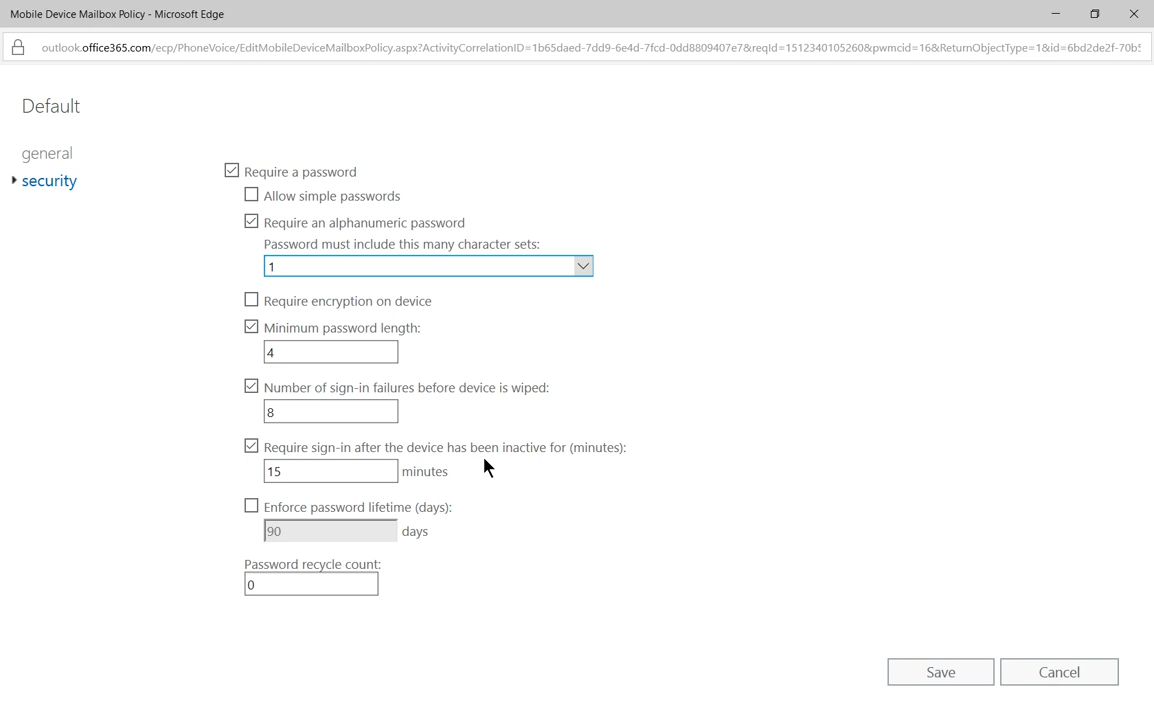 Mobile Device Mailbox Policy - Microsoft Edge
outlook.office365.com/ecp/PhoneVoice/EditMobileDeviceMailboxPolicy.aspx?ActivityCorrelationID=1b65daed-7dd9-6e4d-7fcd-0dd8809407e7&reqId=1512340105260&pwmcid=16&ReturnObjectType=1&id=6bd2de2f-70b5
Default
general
security
Require a password
Allow simple passwords
Require an alphanumeric password
Password must include this many character sets:
1
Require encryption on device
Minimum password length:
4
Number of sign-in failures before device is wiped:
8
Require sign-in after the device has been inactive for (minutes):
15 minutes
Enforce password lifetime (days):
90 days
Password recycle count:
0
Save Cancel